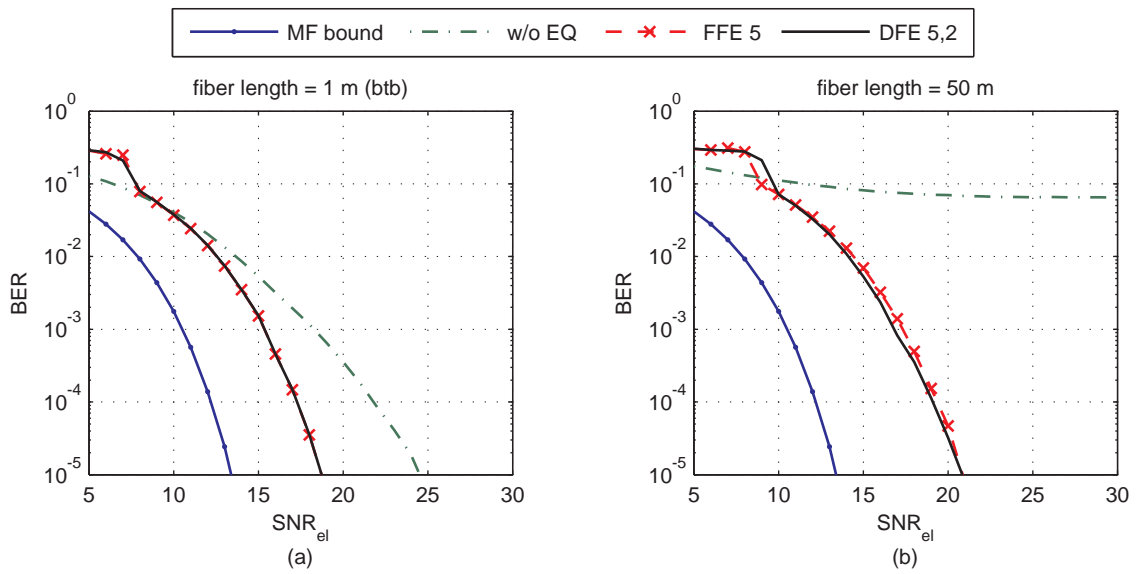 MF bound w/o EQ FFE 5 DFE 5,2
fiber length = 1 m (btb)
10^0
10^-1
10^-2
10^-3
10^-4
10^-5
BER
5 10 15 20 25 30
SNR_el
(a)
fiber length = 50 m
10^0
10^-1
10^-2
10^-3
10^-4
10^-5
BER
5 10 15 20 25 30
SNR_el
(b)